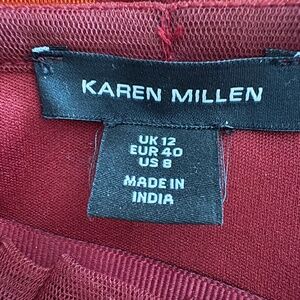 KAREN MILLEN
UK 12
EUR 40
US 8
MADE IN
INDIA